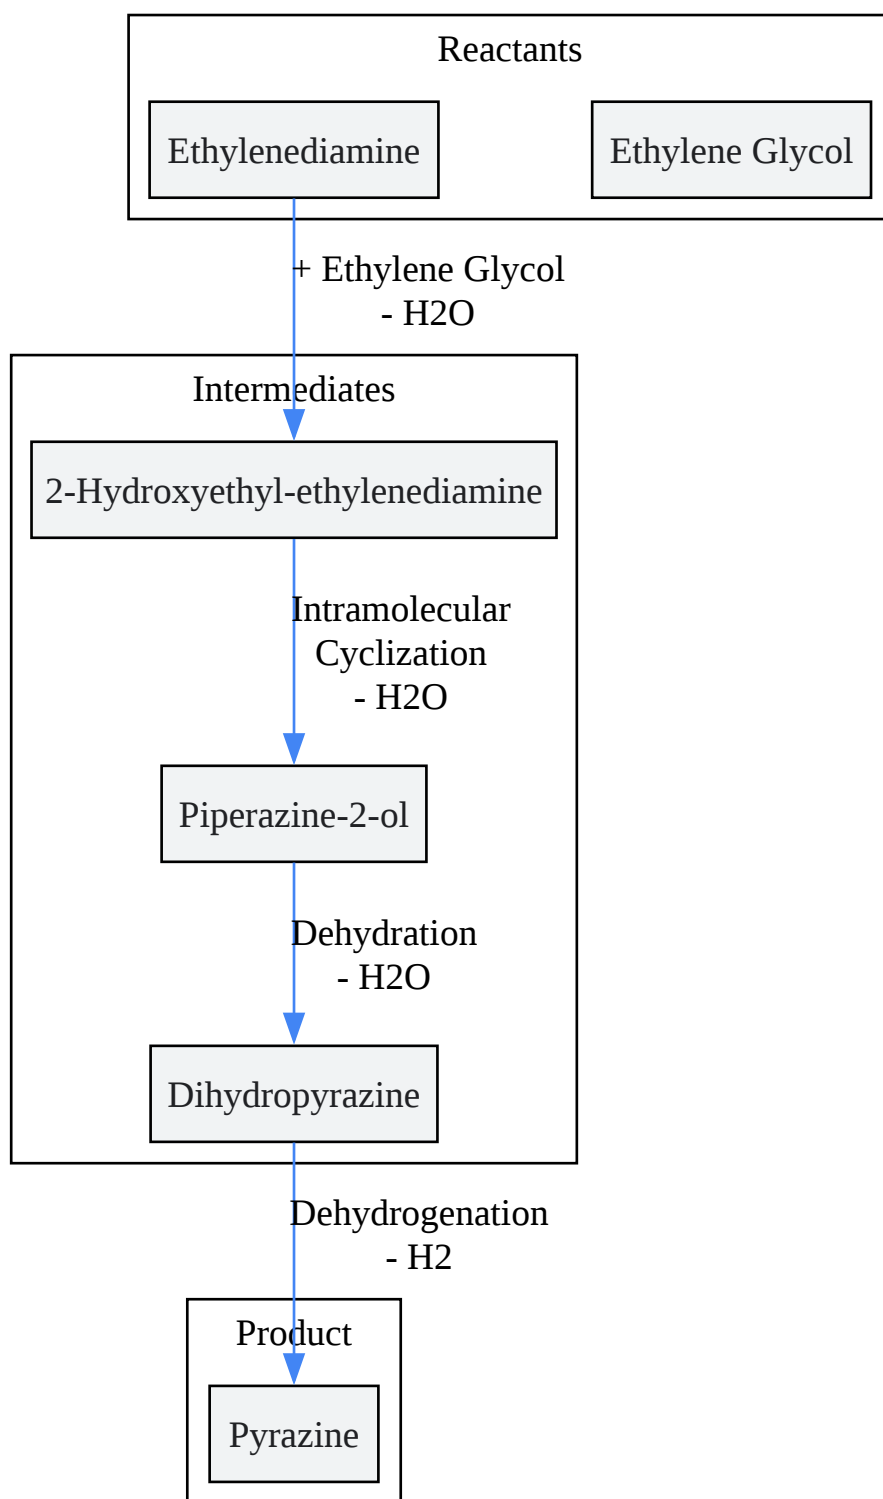 Reactants
Ethylenediamine
Ethylene Glycol
+ Ethylene Glycol
- H2O
Intermediates
2-Hydroxyethyl-ethylenediamine
Intramolecular
Cyclization
- H2O
Piperazine-2-ol
Dehydration
- H2O
Dihydropyrazine
Dehydrogenation
- H2
Product
Pyrazine